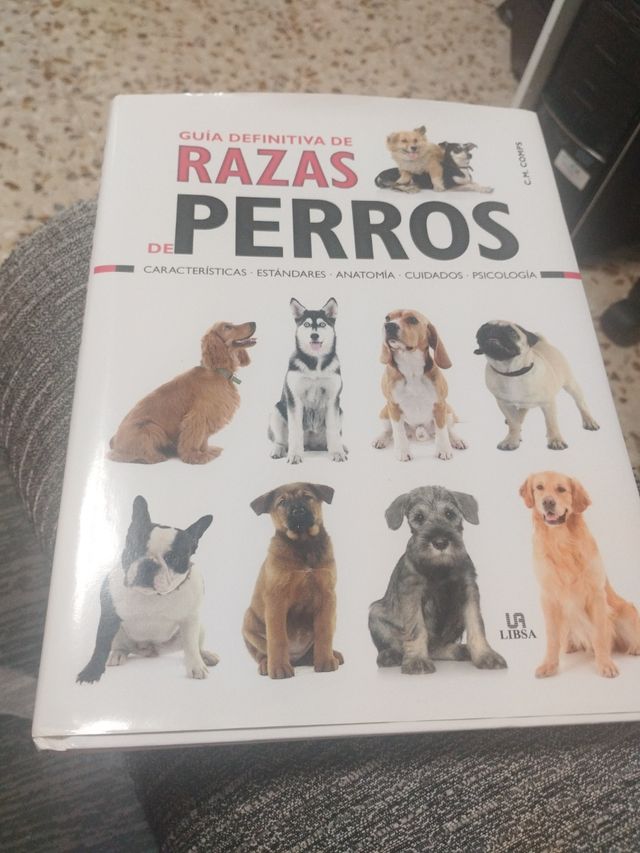 GUÍA DEFINITIVA DE
RAZAS
DE PERROS
C.M. COMPS
CARACTERÍSTICAS · ESTÁNDARES · ANATOMÍA · CUIDADOS · PSICOLOGÍA
LIBSA